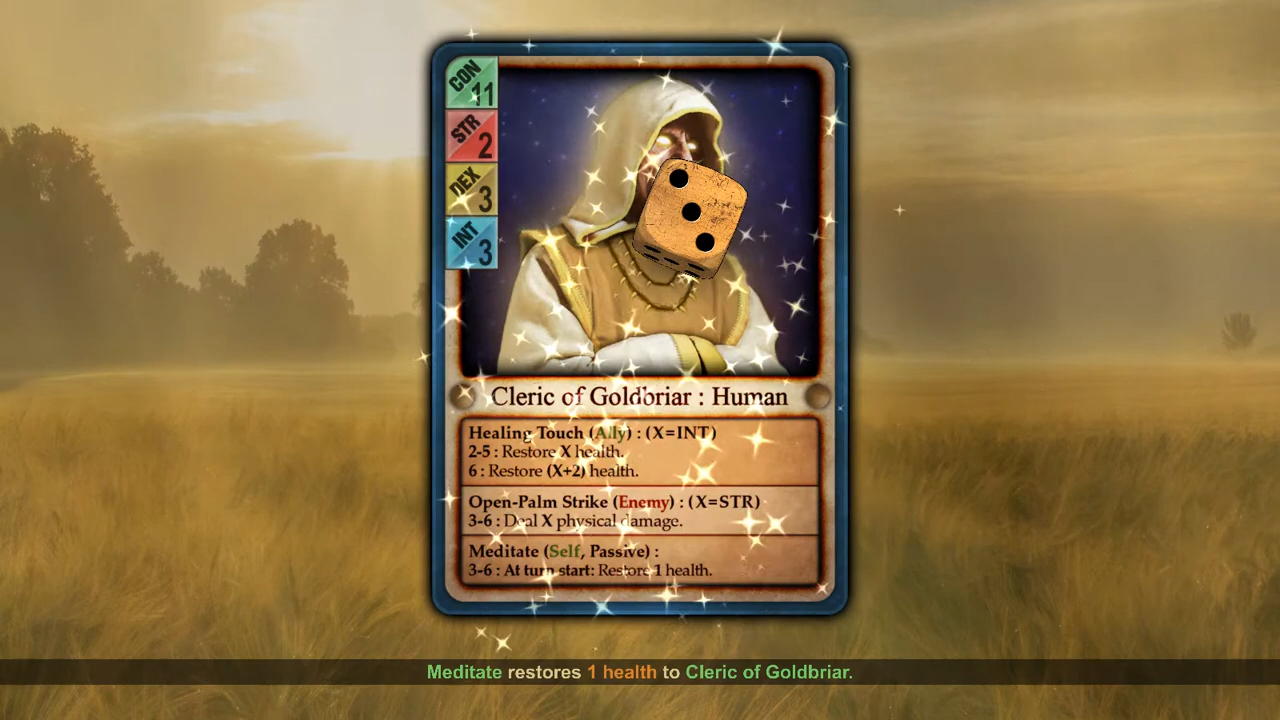 CON 11
STR 2
DEX 3
INT 3
Cleric of Goldbriar : Human
Healing Touch (Ally) : (X=INT)
2-5 : Restore X health.
6 : Restore (X+2) health.
Open-Palm Strike (Enemy) : (X=STR)
3-6 : Deal X physical damage.
Meditate (Self, Passive) :
3-6 : At turn start: Restore 1 health.
Meditate restores 1 health to Cleric of Goldbriar.